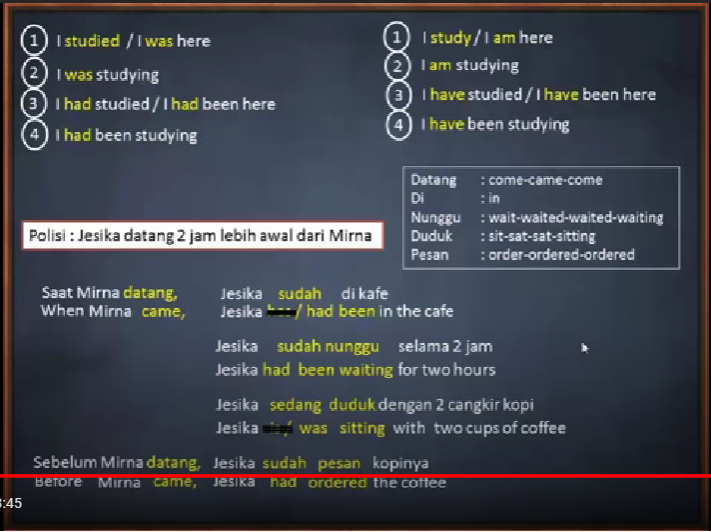 1 I studied / I was here
2 I was studying
3 I had studied / I had been here
4 I had been studying
1 I study / I am here
2 I am studying
3 I have studied / I have been here
4 I have been studying
Datang : come-came-come
Di : in
Nunggu : wait-waited-waited-waiting
Duduk : sit-sat-sat-sitting
Pesan : order-ordered-ordered
Polisi : Jesika datang 2 jam lebih awal dari Mirna
Saat Mirna datang, Jesika sudah di kafe
When Mirna came, Jesika / had been in the cafe
Jesika sudah nunggu selama 2 jam
Jesika had been waiting for two hours
Jesika sedang duduk dengan 2 cangkir kopi
Jesika / was sitting with two cups of coffee
Sebelum Mirna datang, Jesika sudah pesan kopinya
Before Mirna came, Jesika had ordered the coffee
:45